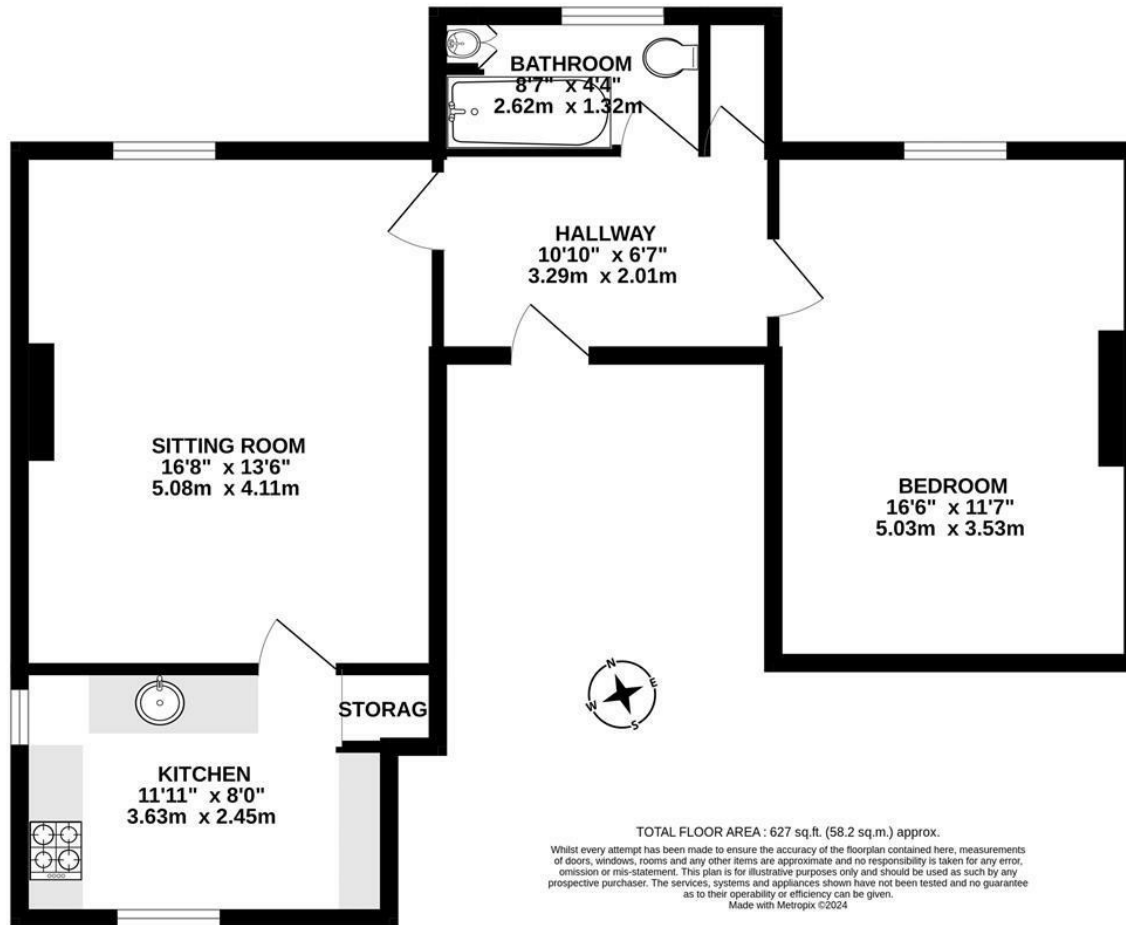 BATHROOM
8'7" x 4'4"
2.62m x 1.32m
HALLWAY
10'10" x 6'7"
3.29m x 2.01m
SITTING ROOM
16'8" x 13'6"
5.08m x 4.11m
BEDROOM
16'6" x 11'7"
5.03m x 3.53m
N
E
W
S
STORAG
KITCHEN
11'11" x 8'0"
3.63m x 2.45m
TOTAL FLOOR AREA : 627 sq.ft. (58.2 sq.m.) approx.
Whilst every attempt has been made to ensure the accuracy of the floorplan contained here, measurements
of doors, windows, rooms and any other items are approximate and no responsibility is taken for any error,
omission or mis-statement. This plan is for illustrative purposes only and should be used as such by any
prospective purchaser. The services, systems and appliances shown have not been tested and no guarantee
as to their operability or efficiency can be given.
Made with Metropix ©2024